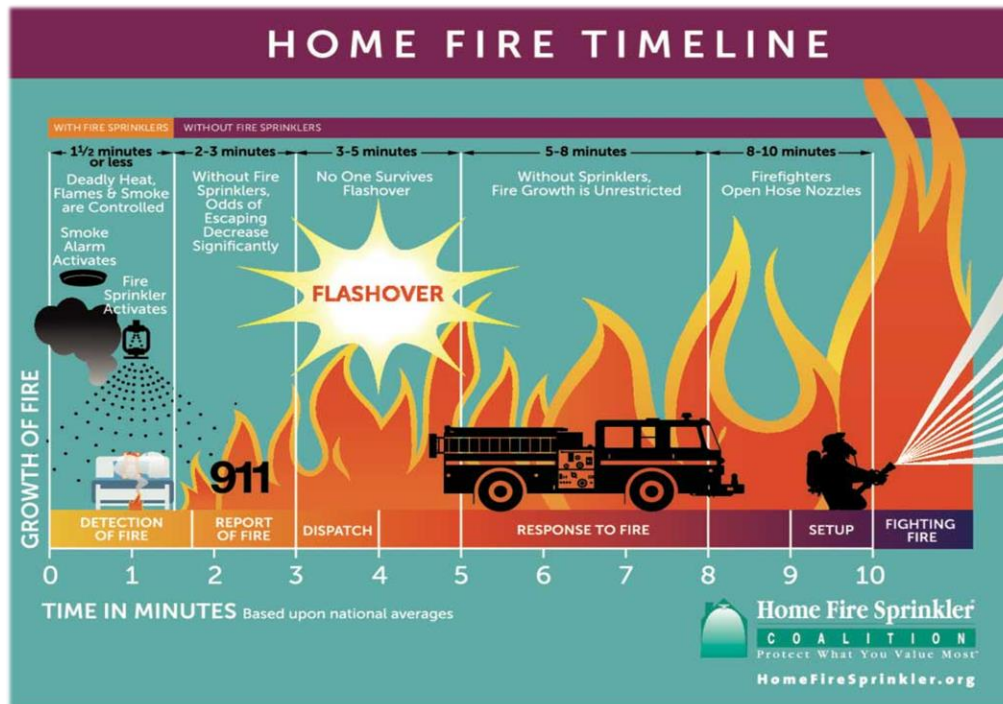 HOME FIRE TIMELINE
WITH FIRE SPRINKLERS
WITHOUT FIRE SPRINKLERS
1½ minutes
or less
Deadly Heat,
Flames & Smoke
are Controlled
Smoke
Alarm
Activates
Fire
Sprinkler
Activates
2-3 minutes
Without Fire
Sprinklers,
Odds of
Escaping
Decrease
Significantly
3-5 minutes
No One Survives
Flashover
FLASHOVER
5-8 minutes
Without Sprinklers,
Fire Growth is Unrestricted
8-10 minutes
Firefighters
Open Hose Nozzles
GROWTH OF FIRE
911
DETECTION
OF FIRE
REPORT
OF FIRE
DISPATCH
RESPONSE TO FIRE
SETUP
FIGHTING
FIRE
0 1 2 3 4 5 6 7 8 9 10
TIME IN MINUTES Based upon national averages
Home Fire Sprinkler®
COALITION
Protect What You Value Most®
HomeFireSprinkler.org